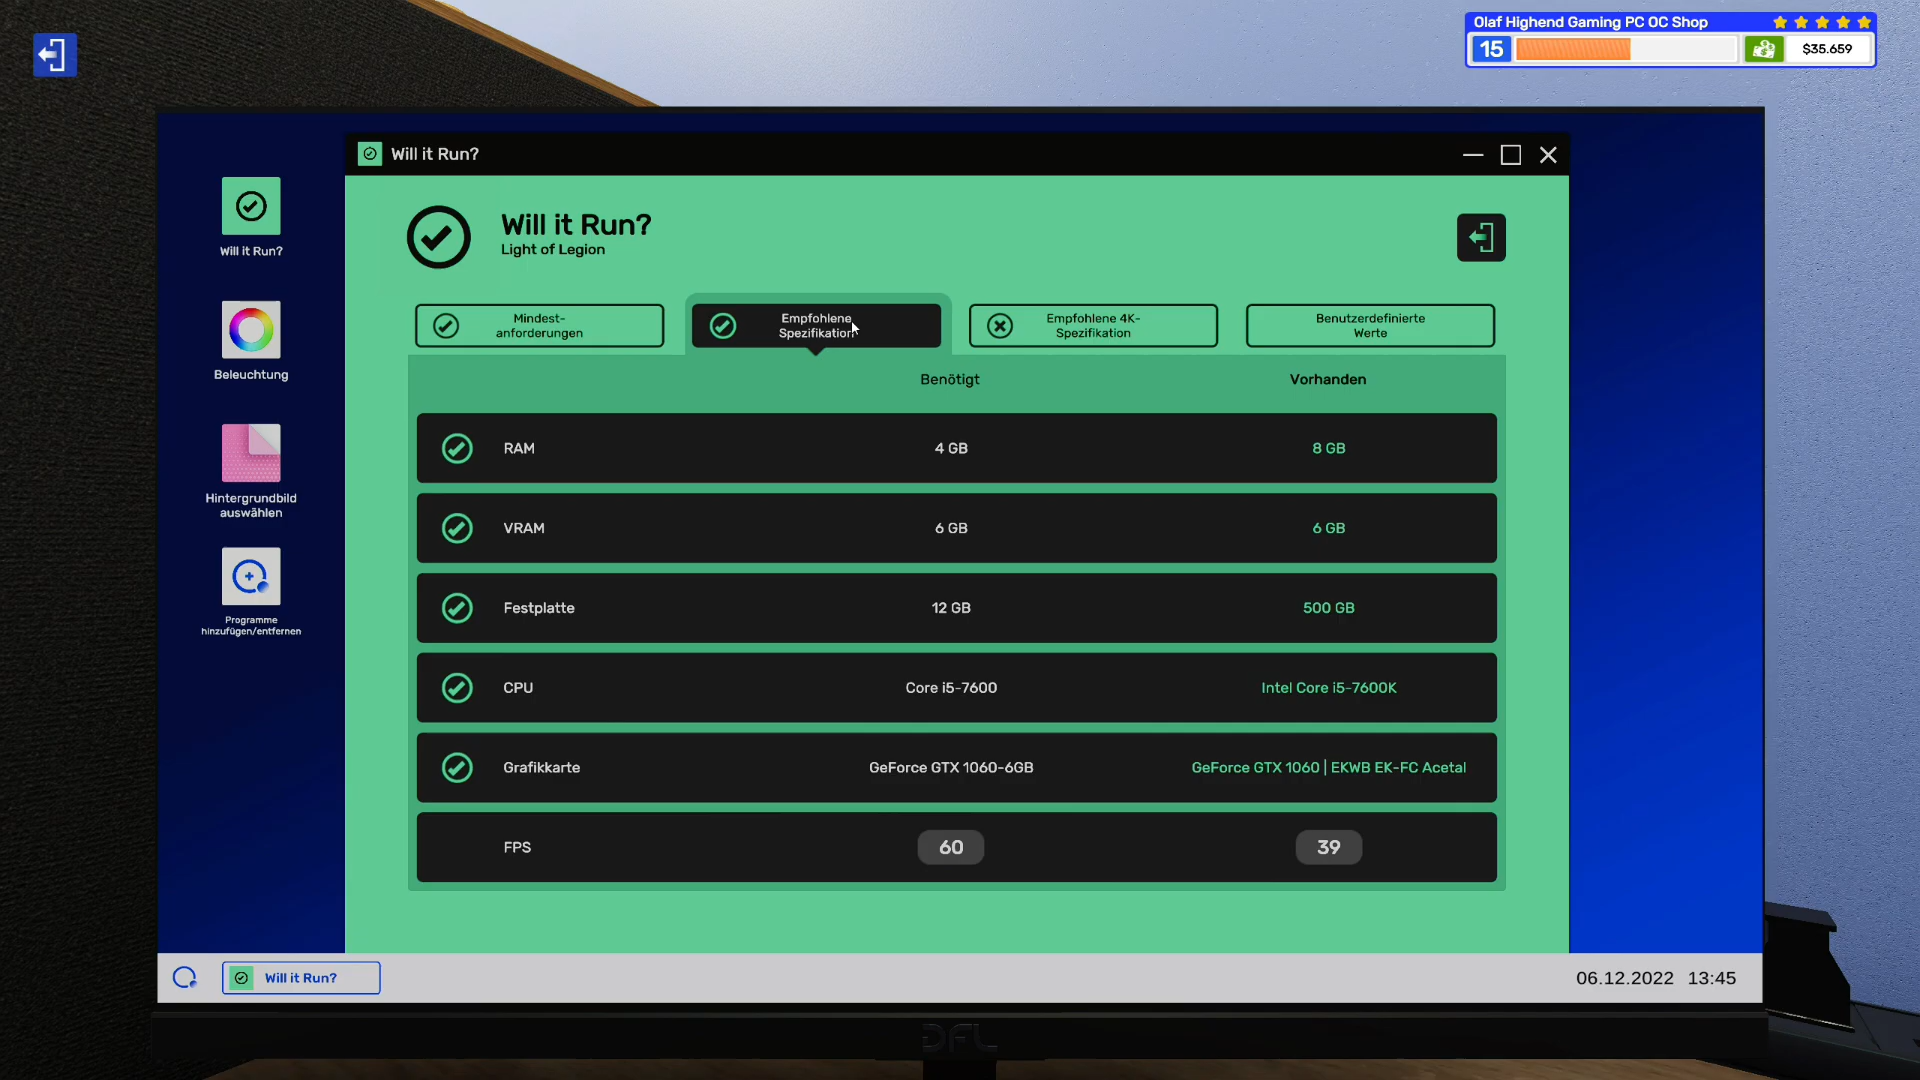 Olaf Highend Gaming PC OC Shop
15
$35.659
Will it Run?
Will it Run?
Light of Legion
Will it Run?
Beleuchtung
Hintergrundbild
auswählen
Programme
hinzufügen/entfernen
Mindest-
anforderungen
Empfohlene
Spezifikation
Empfohlene 4K-
Spezifikation
Benutzerdefinierte
Werte
Benötigt Vorhanden
RAM 4 GB 8 GB
VRAM 6 GB 6 GB
Festplatte 12 GB 500 GB
CPU Core i5-7600 Intel Core i5-7600K
Grafikkarte GeForce GTX 1060-6GB GeForce GTX 1060 | EKWB EK-FC Acetal
FPS 60 39
Will it Run?
06.12.2022 13:45
DFL